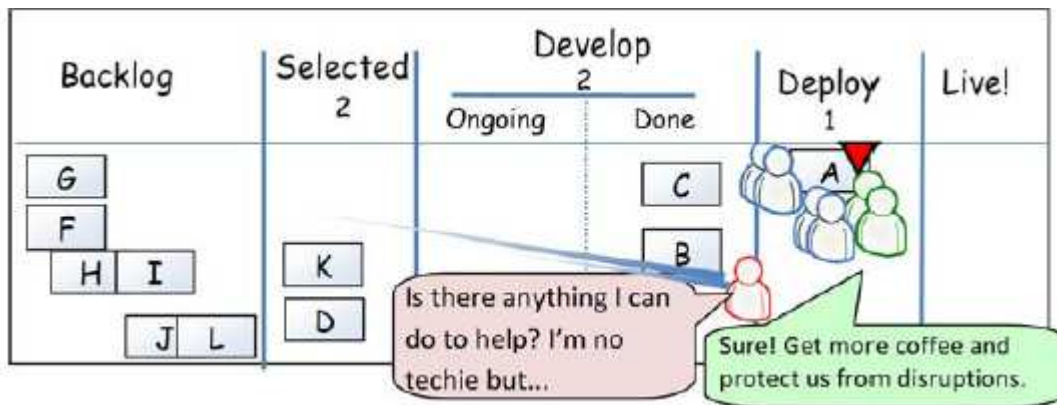 Backlog
Selected
2
Develop
2
Ongoing
Done
Deploy
1
Live!
G
F
H
I
J
L
K
D
C
B
A
Is there anything I can
do to help? I'm no
techie but...
Sure! Get more coffee and
protect us from disruptions.